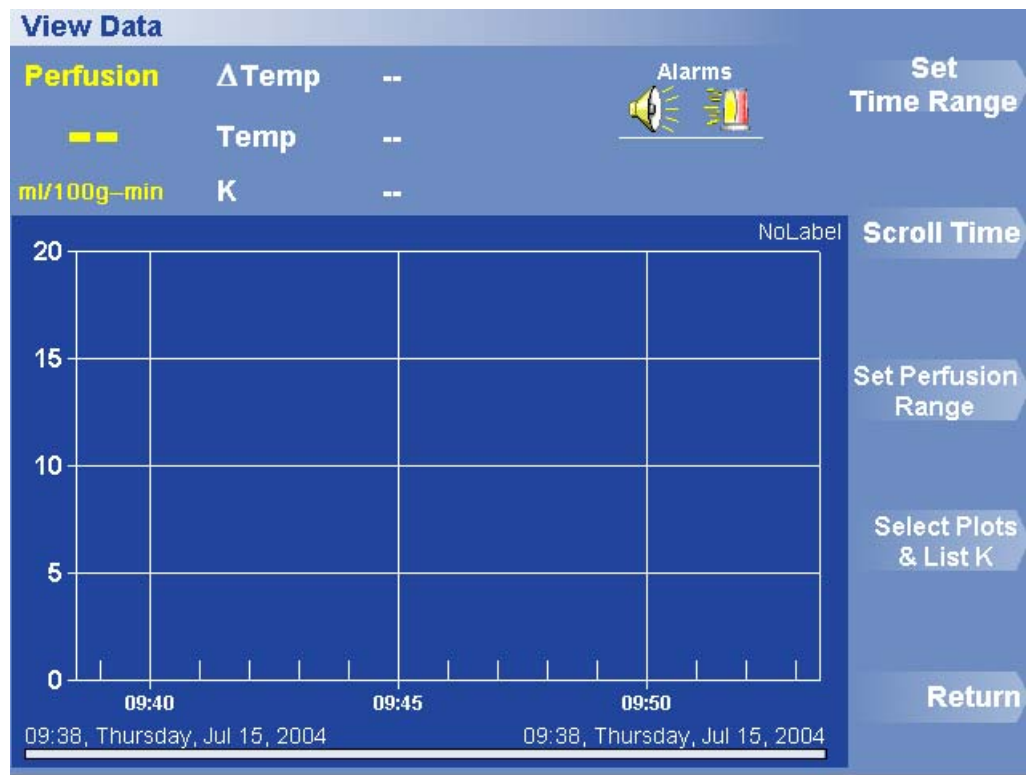 View Data
Perfusion
--
ml/100g–min
ΔTemp --
Temp --
K --
Alarms
Set
Time Range
Scroll Time
Set Perfusion
Range
Select Plots
& List K
Return
NoLabel
20
15
10
5
0
09:40 09:45 09:50
09:38, Thursday, Jul 15, 2004 09:38, Thursday, Jul 15, 2004